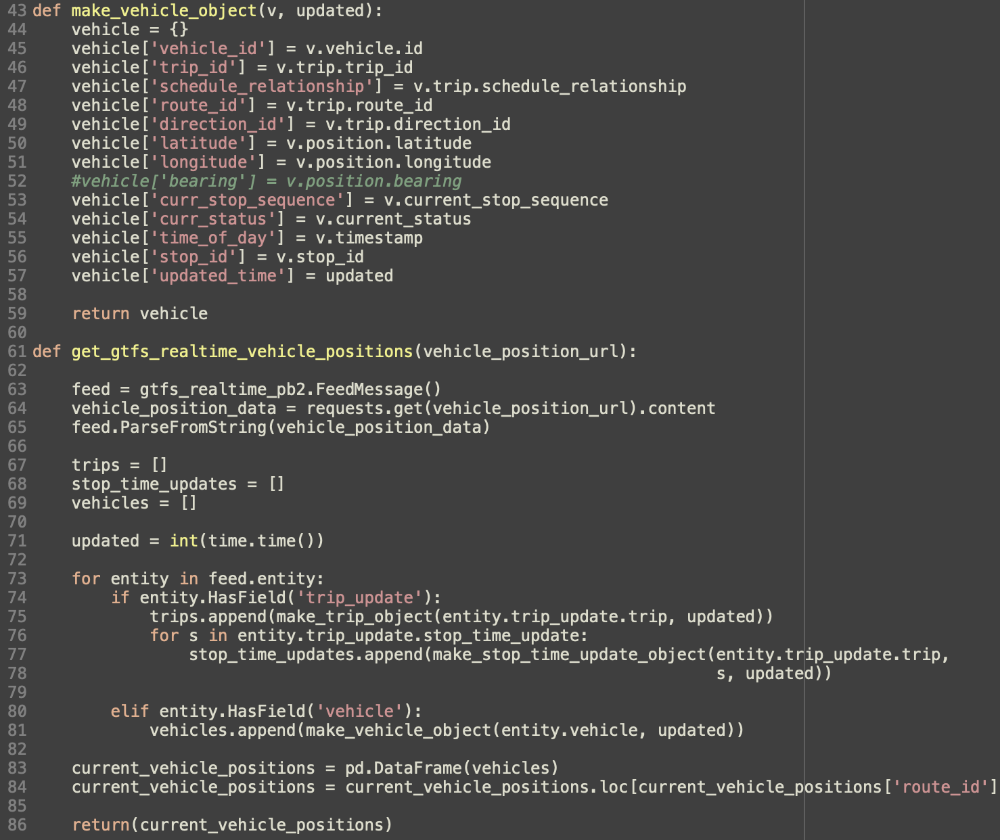 43 def make_vehicle_object(v, updated):
44     vehicle = {}
45     vehicle['vehicle_id'] = v.vehicle.id
46     vehicle['trip_id'] = v.trip.trip_id
47     vehicle['schedule_relationship'] = v.trip.schedule_relationship
48     vehicle['route_id'] = v.trip.route_id
49     vehicle['direction_id'] = v.trip.direction_id
50     vehicle['latitude'] = v.position.latitude
51     vehicle['longitude'] = v.position.longitude
52     #vehicle['bearing'] = v.position.bearing
53     vehicle['curr_stop_sequence'] = v.current_stop_sequence
54     vehicle['curr_status'] = v.current_status
55     vehicle['time_of_day'] = v.timestamp
56     vehicle['stop_id'] = v.stop_id
57     vehicle['updated_time'] = updated
58
59     return vehicle
60
61 def get_gtfs_realtime_vehicle_positions(vehicle_position_url):
62
63     feed = gtfs_realtime_pb2.FeedMessage()
64     vehicle_position_data = requests.get(vehicle_position_url).content
65     feed.ParseFromString(vehicle_position_data)
66
67     trips = []
68     stop_time_updates = []
69     vehicles = []
70
71     updated = int(time.time())
72
73     for entity in feed.entity:
74         if entity.HasField('trip_update'):
75             trips.append(make_trip_object(entity.trip_update.trip, updated))
76             for s in entity.trip_update.stop_time_update:
77                 stop_time_updates.append(make_stop_time_update_object(entity.trip_update.trip,
78                                                                       s, updated))
79
80         elif entity.HasField('vehicle'):
81             vehicles.append(make_vehicle_object(entity.vehicle, updated))
82
83     current_vehicle_positions = pd.DataFrame(vehicles)
84     current_vehicle_positions = current_vehicle_positions.loc[current_vehicle_positions['route_id']
85
86     return(current_vehicle_positions)